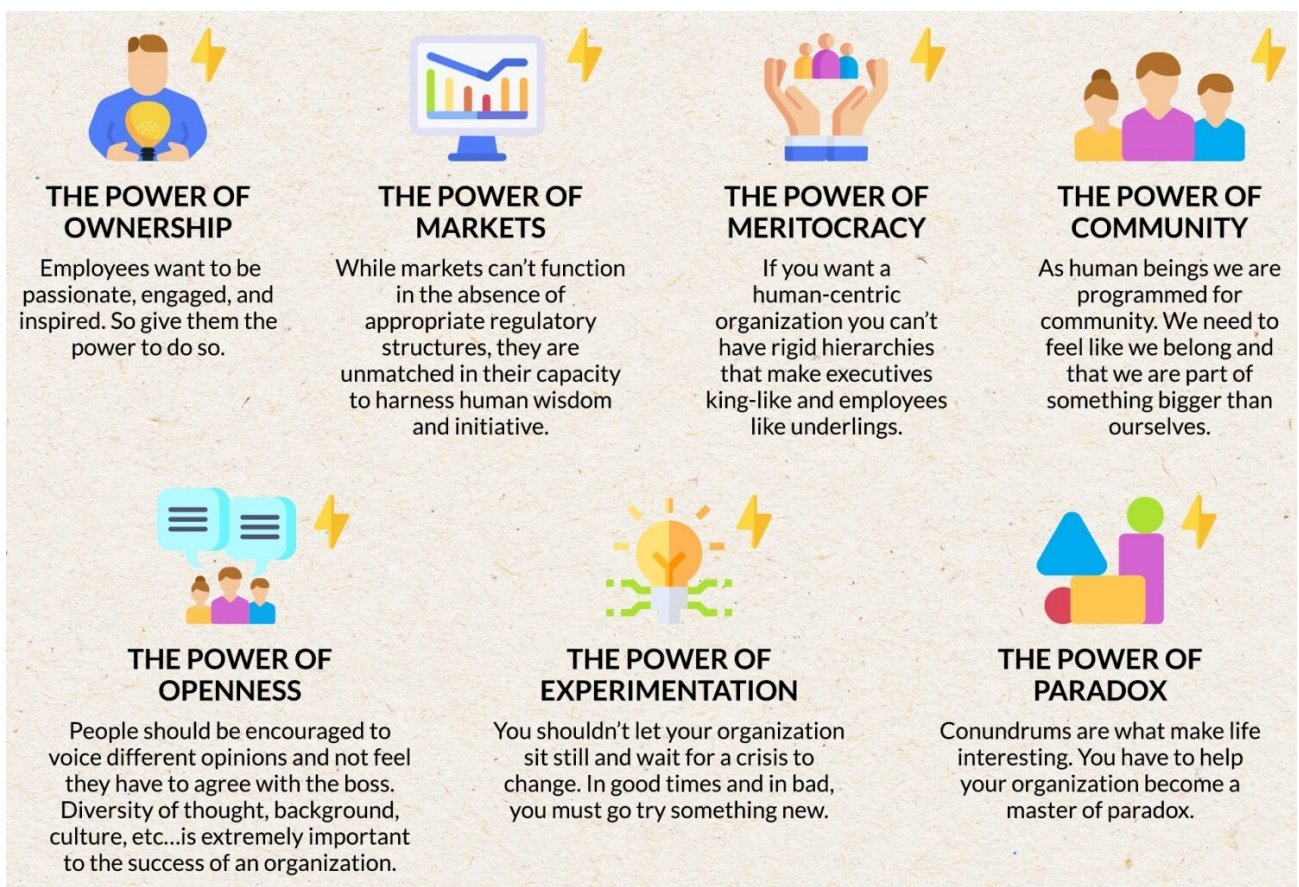 THE POWER OF
OWNERSHIP
Employees want to be
passionate, engaged, and
inspired. So give them the
power to do so.
THE POWER OF
MARKETS
While markets can't function
in the absence of
appropriate regulatory
structures, they are
unmatched in their capacity
to harness human wisdom
and initiative.
THE POWER OF
MERITOCRACY
If you want a
human-centric
organization you can't
have rigid hierarchies
that make executives
king-like and employees
like underlings.
THE POWER OF
COMMUNITY
As human beings we are
programmed for
community. We need to
feel like we belong and
that we are part of
something bigger than
ourselves.
THE POWER OF
OPENNESS
People should be encouraged to
voice different opinions and not feel
they have to agree with the boss.
Diversity of thought, background,
culture, etc...is extremely important
to the success of an organization.
THE POWER OF
EXPERIMENTATION
You shouldn't let your organization
sit still and wait for a crisis to
change. In good times and in bad,
you must go try something new.
THE POWER OF
PARADOX
Conundrums are what make life
interesting. You have to help
your organization become a
master of paradox.